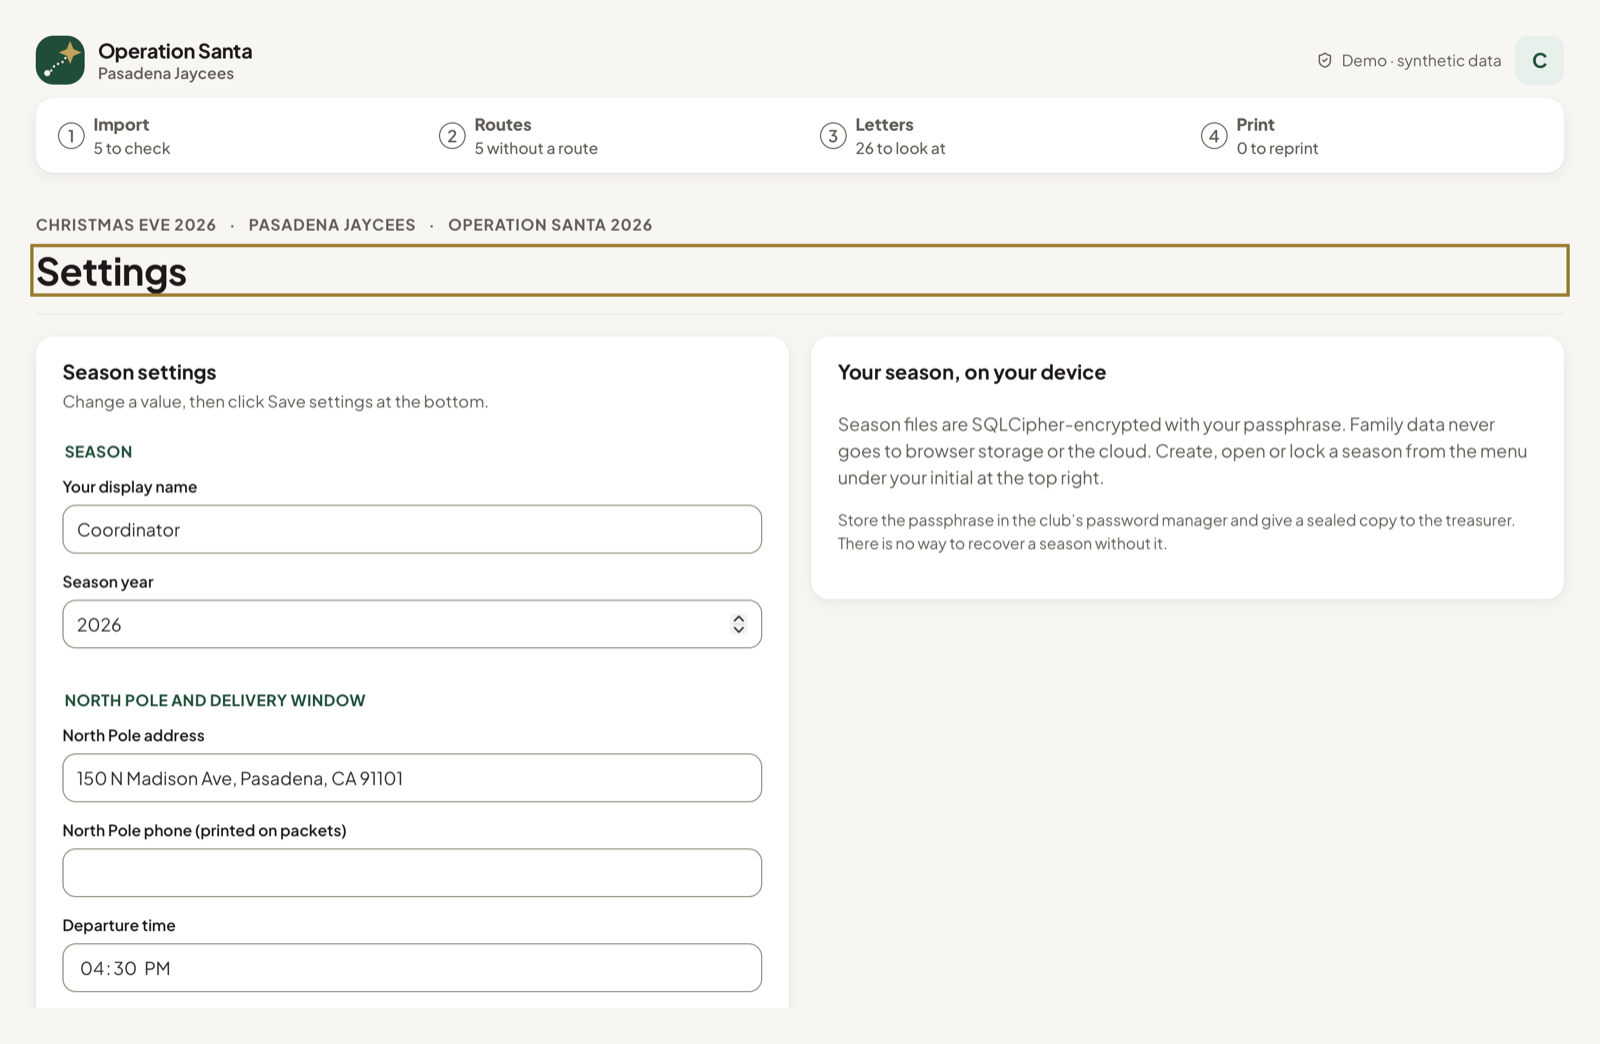 Operation Santa
Pasadena Jaycees
Demo · synthetic data
C
1
Import
5 to check
2
Routes
5 without a route
3
Letters
26 to look at
4
Print
0 to reprint
CHRISTMAS EVE 2026 · PASADENA JAYCEES · OPERATION SANTA 2026
Settings
Season settings
Change a value, then click Save settings at the bottom.
SEASON
Your display name
Coordinator
Season year
2026
NORTH POLE AND DELIVERY WINDOW
North Pole address
150 N Madison Ave, Pasadena, CA 91101
North Pole phone (printed on packets)
Departure time
04:30 PM
Your season, on your device
Season files are SQLCipher-encrypted with your passphrase. Family data never
goes to browser storage or the cloud. Create, open or lock a season from the menu
under your initial at the top right.
Store the passphrase in the club's password manager and give a sealed copy to the treasurer.
There is no way to recover a season without it.